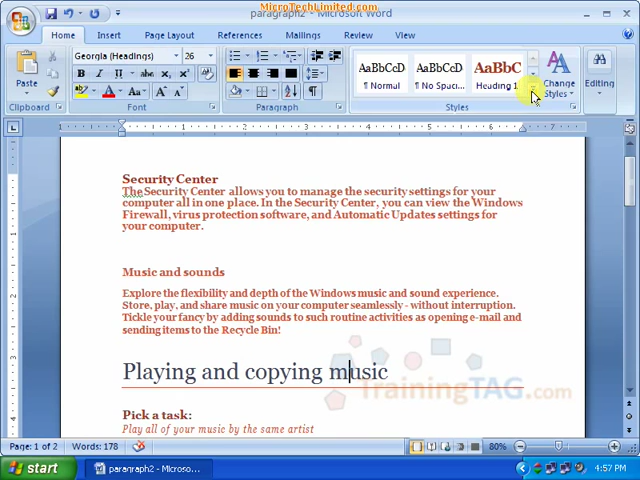 MicroTechLimited.com
paragraph2 - Microsoft Word
Home Insert Page Layout References Mailings Review View
Georgia (Headings) 26
AaBbCcD AaBbCcD AaBbC
¶ Normal ¶ No Spaci... Heading 1
Paste
Change Styles
Editing
Clipboard Font Paragraph Styles
Security Center
The Security Center allows you to manage the security settings for your
computer all in one place. In the Security Center, you can view the Windows
Firewall, virus protection software, and Automatic Updates settings for
your computer.
Music and sounds
Explore the flexibility and depth of the Windows music and sound experience.
Store, play, and share music on your computer seamlessly - without interruption.
Tickle your fancy by adding sounds to such routine activities as opening e-mail and
sending items to the Recycle Bin!
Playing and copying music
TrainingTAG.com
Pick a task:
Play all of your music by the same artist
Page: 1 of 2 Words: 178 80%
start paragraph2 - Microso... 4:57 PM